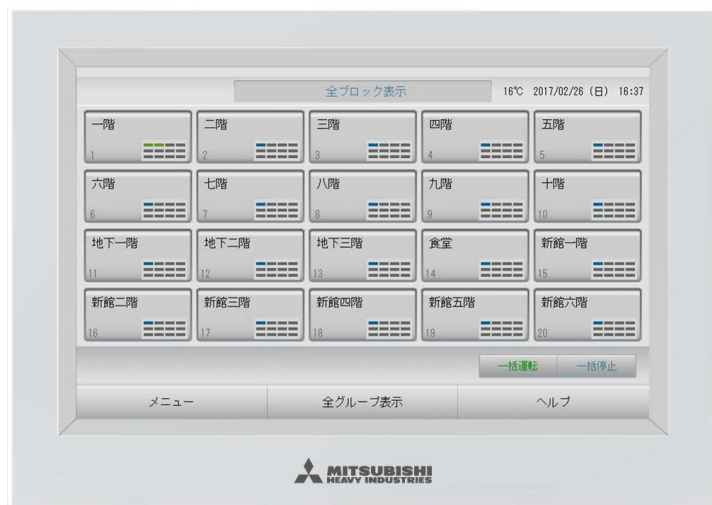 全ブロック表示
16℃ 2017/02/26 (日) 16:37
一階
1
二階
2
三階
3
四階
4
五階
5
六階
6
七階
7
八階
8
九階
9
十階
10
地下一階
11
地下二階
12
地下三階
13
食堂
14
新館一階
15
新館二階
16
新館三階
17
新館四階
18
新館五階
19
新館六階
20
一括運転 一括停止
メニュー 全グループ表示 ヘルプ
MITSUBISHI
HEAVY INDUSTRIES